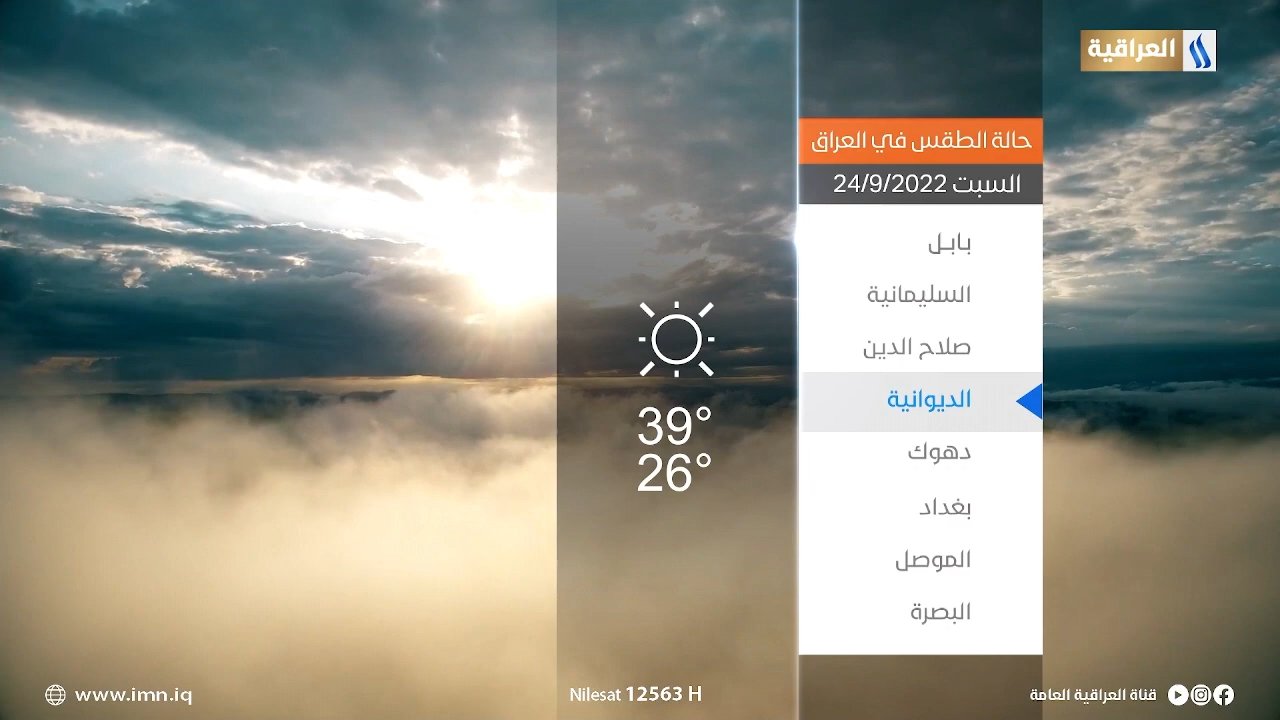 العراقية
حالة الطقس في العراق
السبت 24/9/2022
بابل
السليمانية
صلاح الدين
الديوانية
دهوك
بغداد
الموصل
البصرة
39°
26°
www.imn.iq
Nilesat 12563 H
قناة العراقية العامة